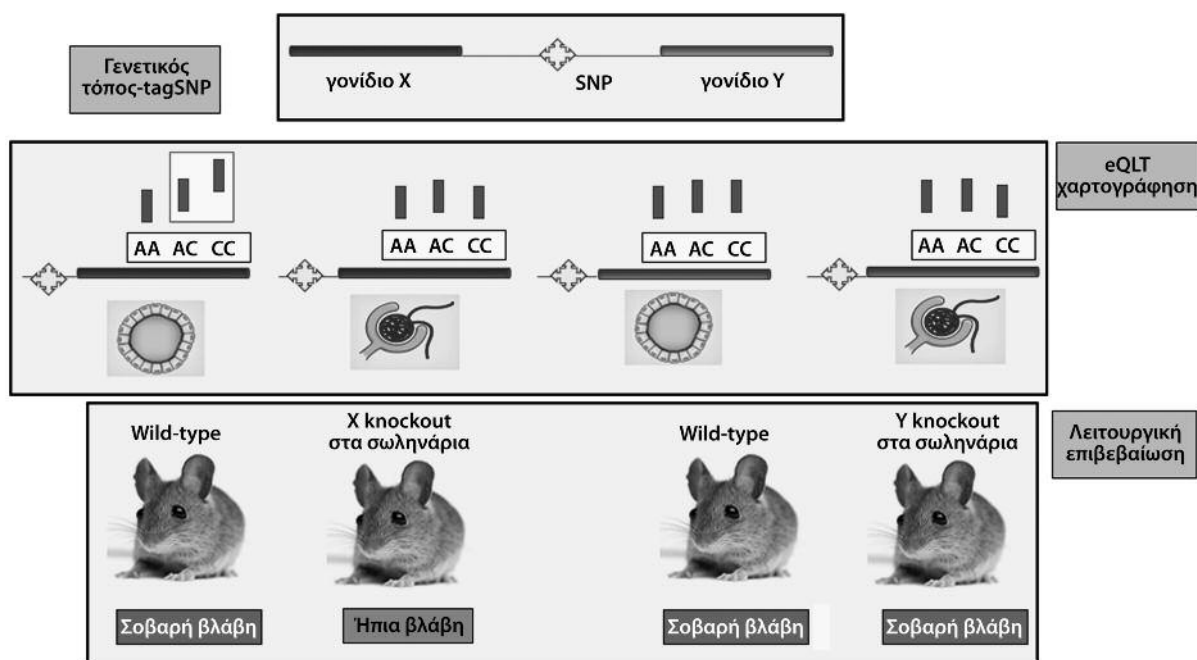 Γενετικός
τόπος-tagSNP
γονίδιο X
SNP
γονίδιο Y
eQLT
χαρτογράφηση
AA AC CC
AA AC CC
AA AC CC
AA AC CC
Wild-type
X knockout
στα σωληνάρια
Wild-type
Y knockout
στα σωληνάρια
Λειτουργική
επιβεβαίωση
Σοβαρή βλάβη
Ήπια βλάβη
Σοβαρή βλάβη
Σοβαρή βλάβη